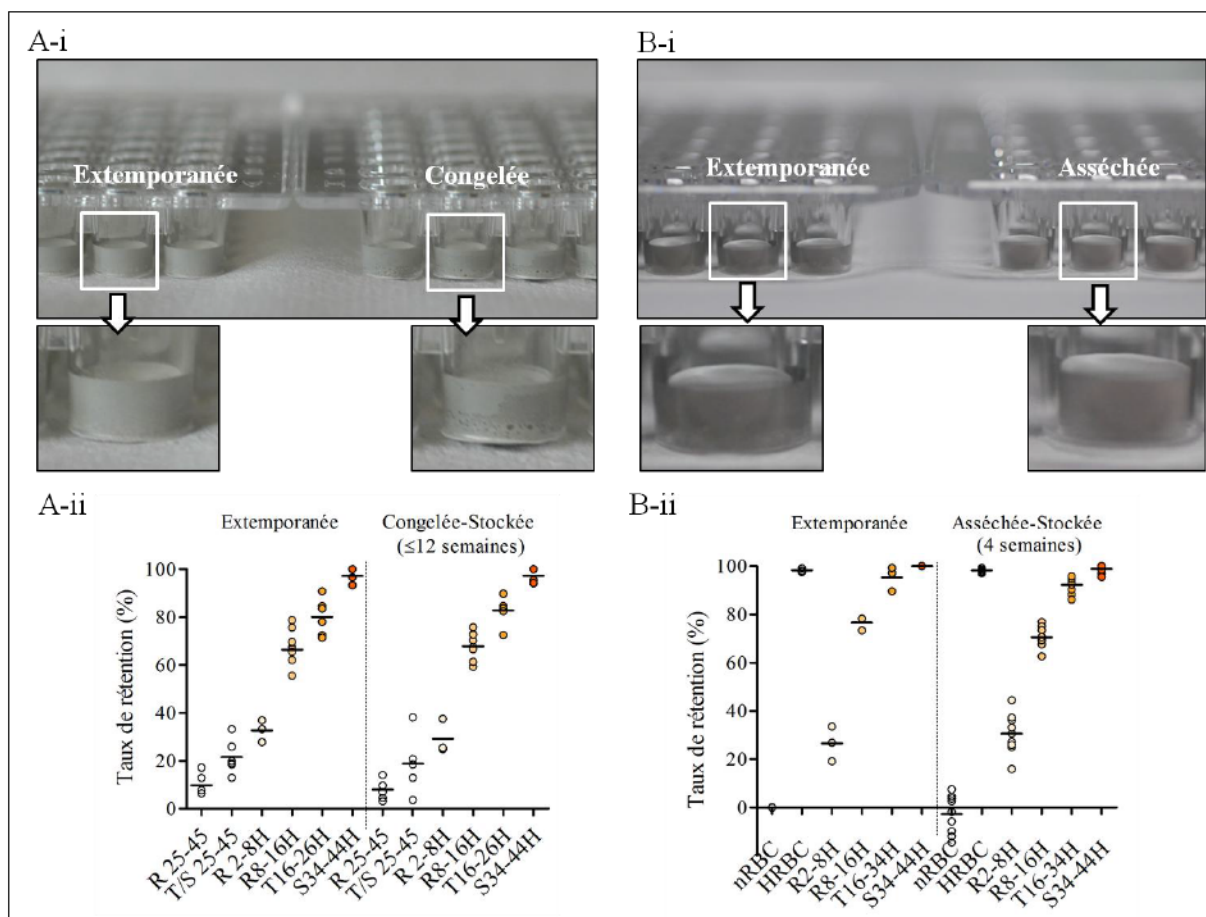 A-i
Extemporanée
Congelée
B-i
Extemporanée
Asséchée
A-ii
Extemporanée
Congelée-Stockée
(≤12 semaines)
Taux de rétention (%)
100
80
60
40
20
0
R 25-45
T/S 25-45
R 2-8H
R8-16H
T16-26H
S34-44H
R 25-45
T/S 25-45
R 2-8H
R8-16H
T16-26H
S34-44H
B-ii
Extemporanée
Asséchée-Stockée
(4 semaines)
Taux de rétention (%)
100
80
60
40
20
0
nRBC
HRBC
R2-8H
R8-16H
T16-34H
S34-44H
nRBC
HRBC
R2-8H
R8-16H
T16-34H
S34-44H